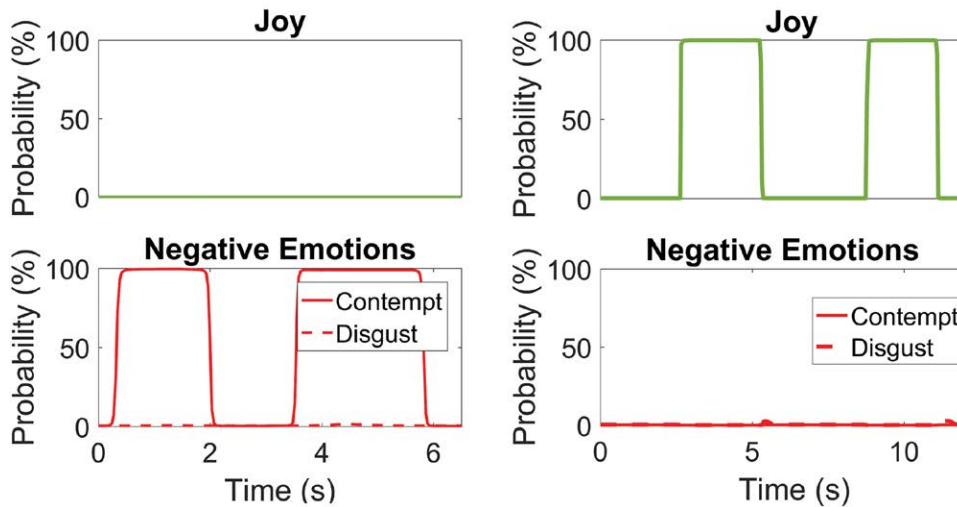 Joy
Probability (%)
100
50
0
Negative Emotions
Probability (%)
100
50
0
Contempt
Disgust
0 2 4 6
Time (s)
Joy
Probability (%)
100
50
0
Negative Emotions
Probability (%)
100
50
0
Contempt
Disgust
0 5 10
Time (s)